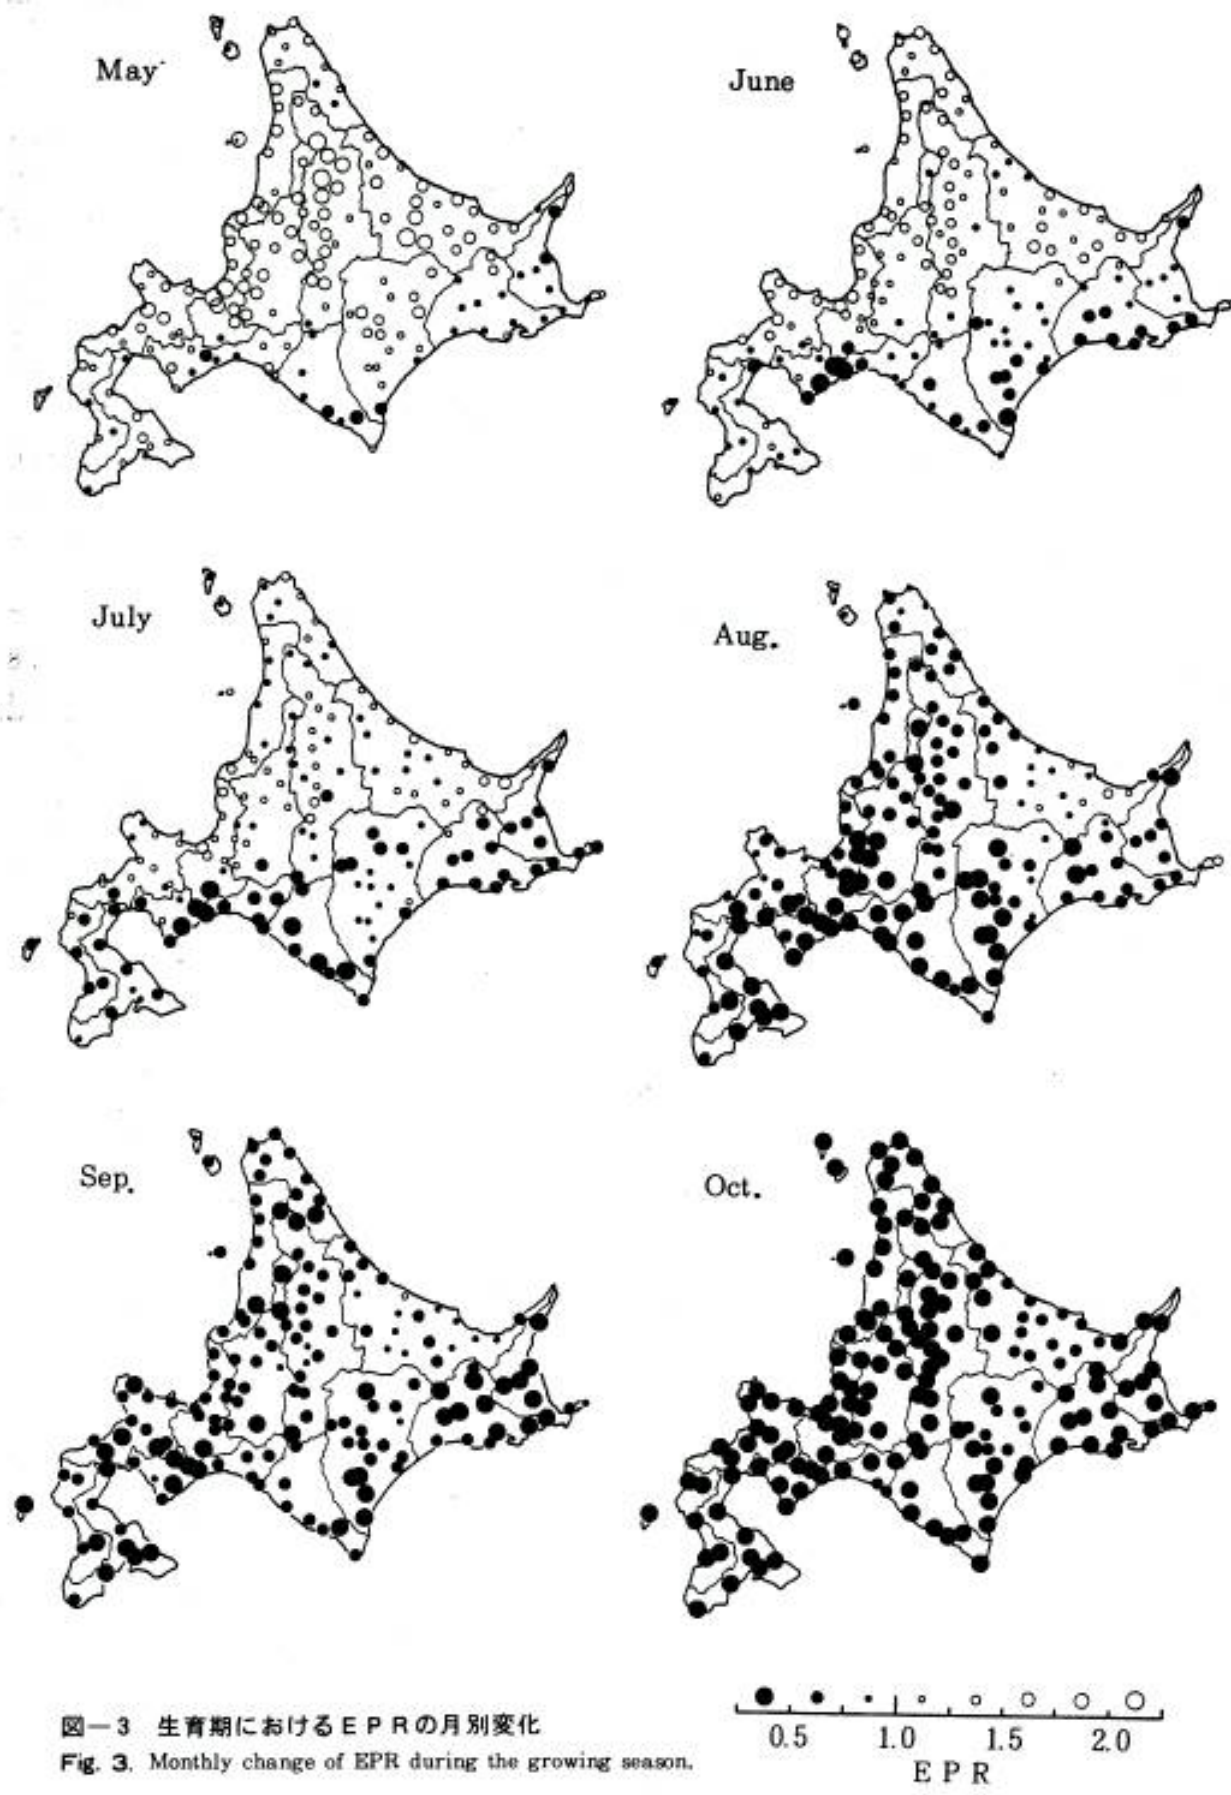 May
June
July
Aug.
Sep.
Oct.
図－3 生育期におけるＥＰＲの月別変化
Fig. 3. Monthly change of EPR during the growing season.
0.5 1.0 1.5 2.0
E P R